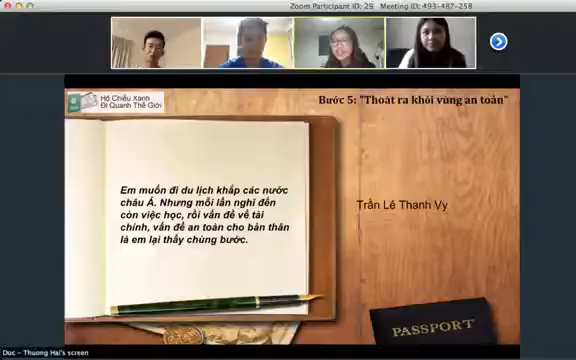 Zoom Participant ID: 29   Meeting ID: 493-487-258
Hộ Chiếu Xanh
Đi Quanh Thế Giới
Bước 5: "Thoát ra khỏi vùng an toàn"
Em muốn đi du lịch khắp các nước
châu Á. Nhưng mỗi lần nghĩ đến
còn việc học, rồi vấn đề về tài
chính, vấn đề an toàn cho bản thân
là em lại thấy chùng bước.
Trần Lê Thanh Vy
PASSPORT
Duc - Thuong Hai's screen